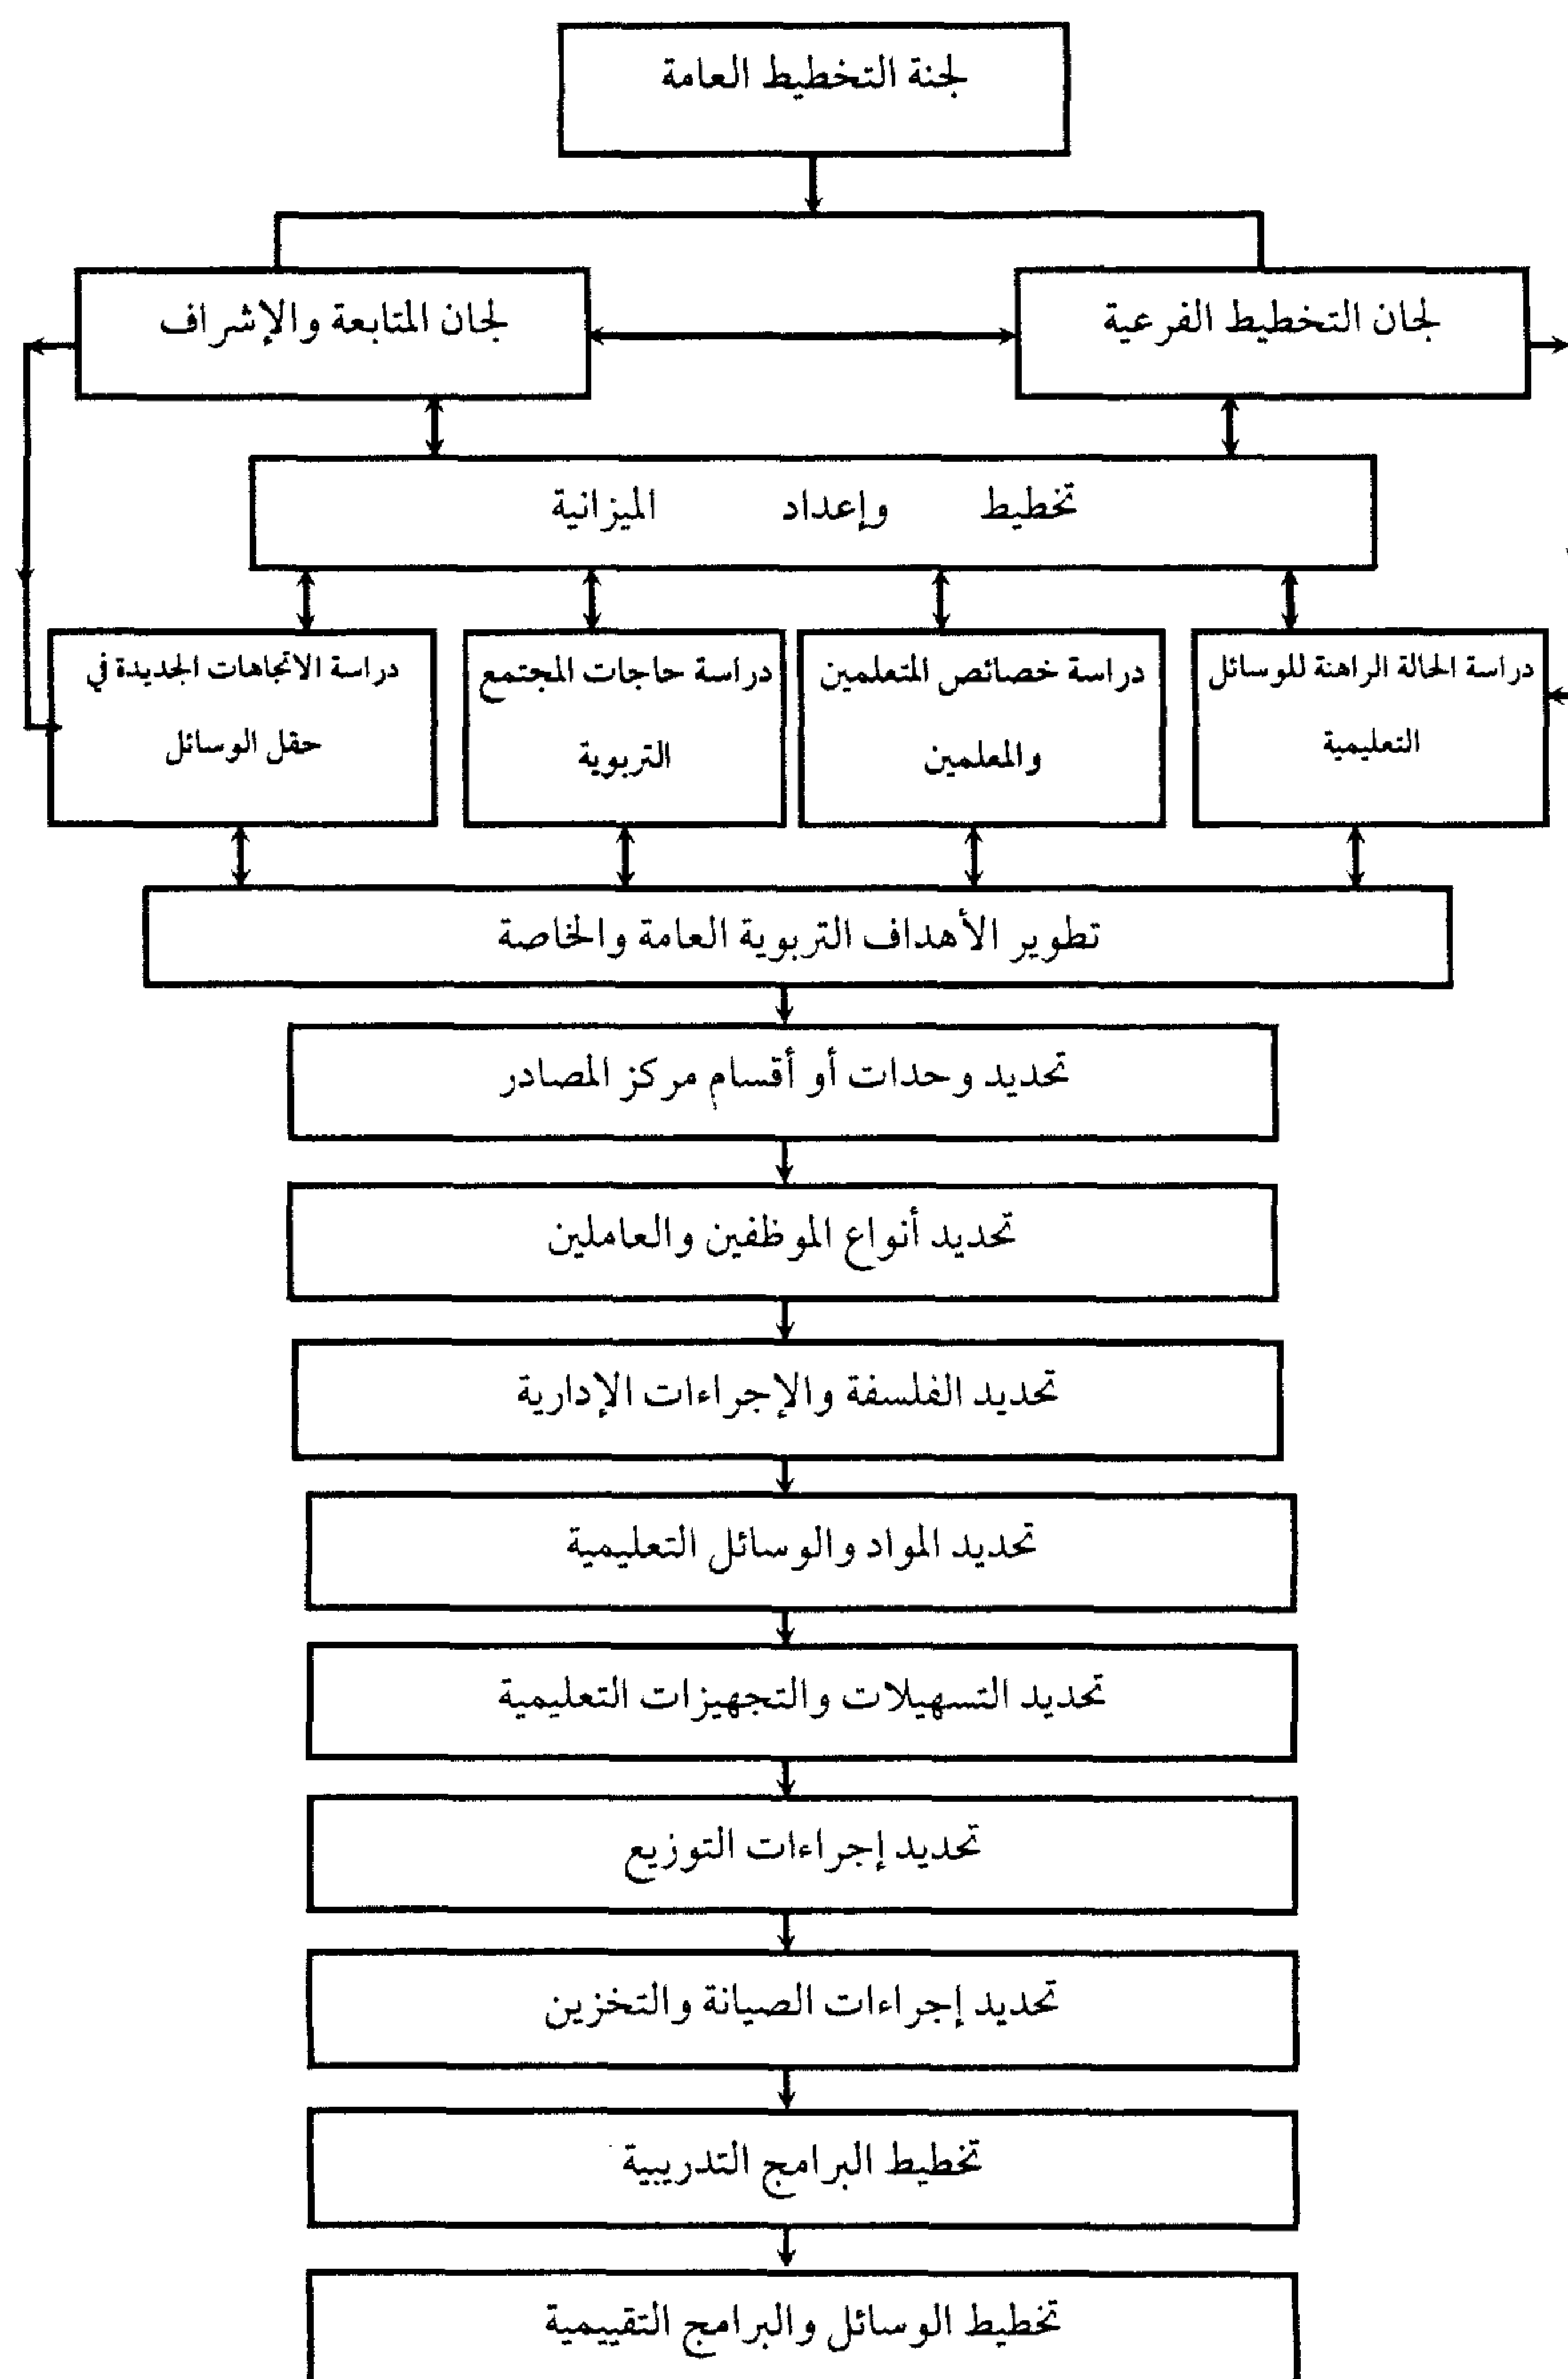 لجنة التخطيط العامة
لجان التخطيط الفرعية
لجان المتابعة والإشراف
تخطيط وإعداد الميزانية
دراسة الحالة الراهنة للوسائل
التعليمية
دراسة خصائص المتعلمين
والمعلمين
دراسة حاجات المجتمع
التربوية
دراسة الاتجاهات الجديدة في
حقل الوسائل
تطوير الأهداف التربوية العامة والخاصة
تحديد وحدات أو أقسام مركز المصادر
تحديد أنواع الموظفين والعاملين
تحديد الفلسفة والإجراءات الإدارية
تحديد المواد والوسائل التعليمية
تحديد التسهيلات والتجهيزات التعليمية
تحديد إجراءات التوزيع
تحديد إجراءات الصيانة والتخزين
تخطيط البرامج التدريبية
تخطيط الوسائل والبرامج التقييمية